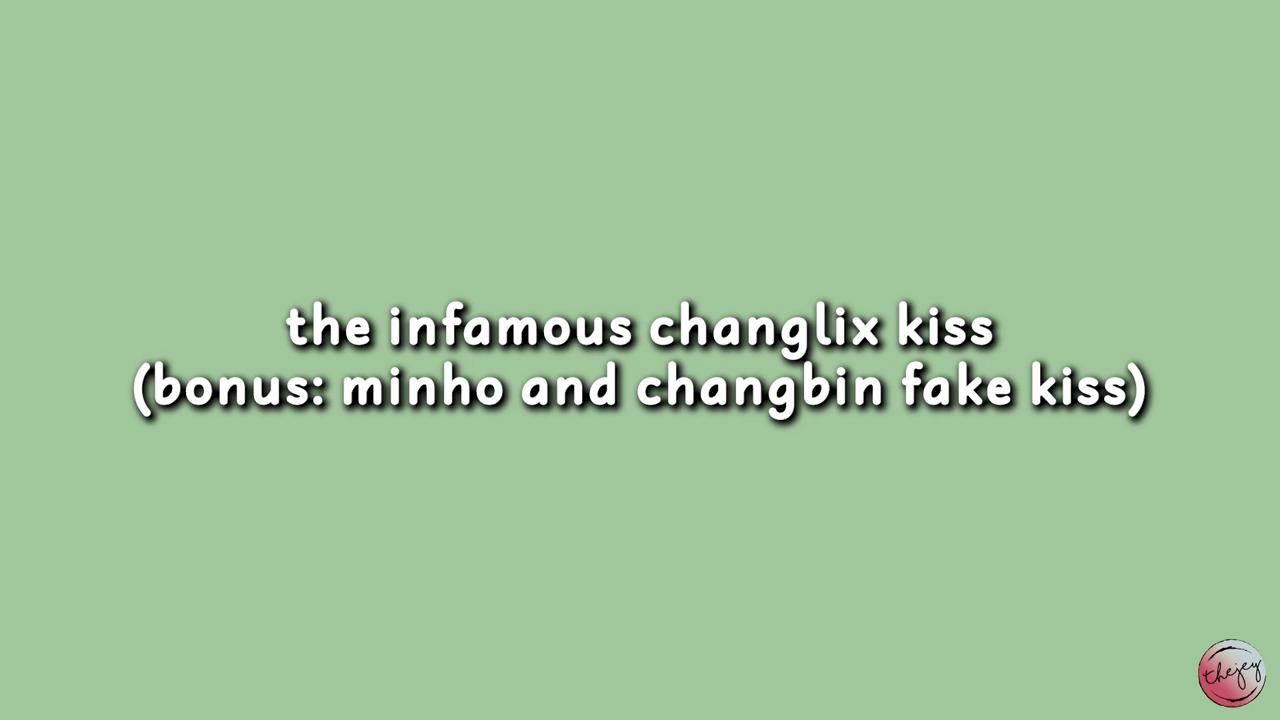 the infamous changlix kiss
(bonus: minho and changbin fake kiss)
thejey